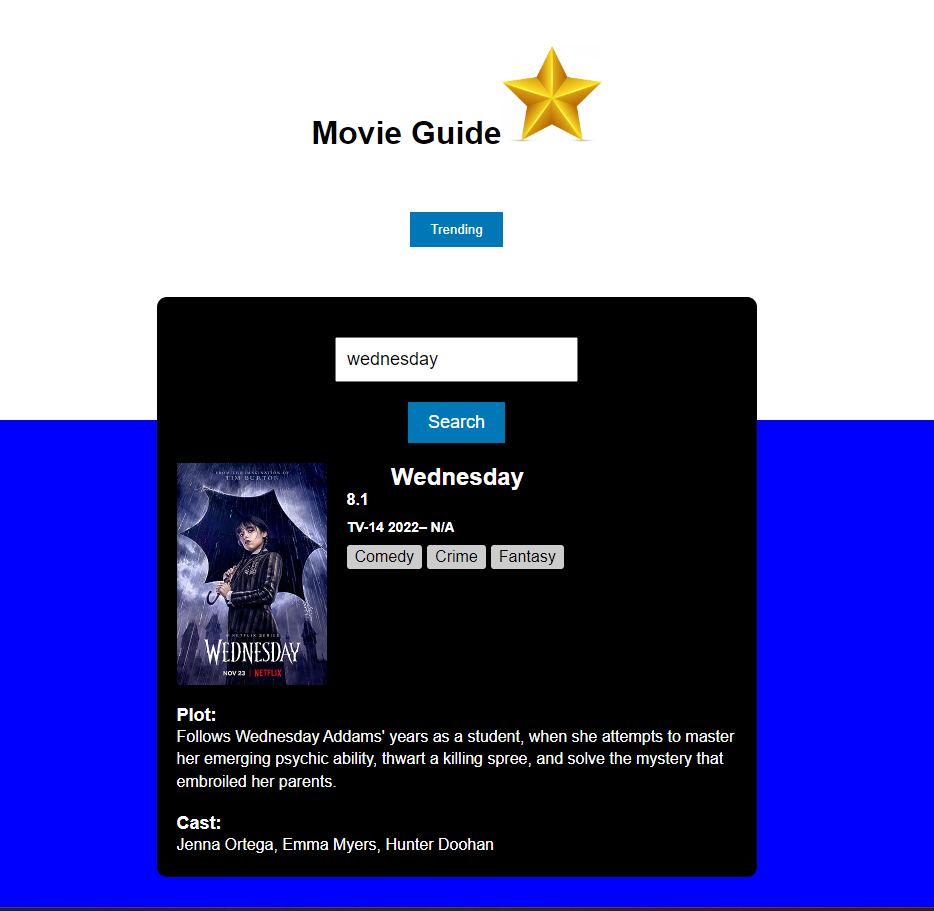 Movie Guide
Trending
wednesday
Search
FROM THE IMAGINATION OF
TIM BURTON
A NETFLIX SERIES
WEDNESDAY
NOV 23 | NETFLIX
Wednesday
8.1
TV-14 2022– N/A
Comedy Crime Fantasy
Plot:
Follows Wednesday Addams' years as a student, when she attempts to master
her emerging psychic ability, thwart a killing spree, and solve the mystery that
embroiled her parents.
Cast:
Jenna Ortega, Emma Myers, Hunter Doohan